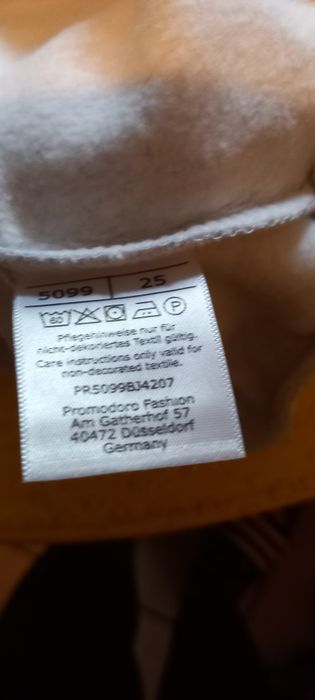 5099 25
60 P
Pflegehinweise nur für
nicht-dekoriertes Textil gültig.
Care instructions only valid for
non-decorated textile.
PR5099BJ4207
Promodoro Fashion
Am Gatherhof 57
40472 Düsseldorf
Germany